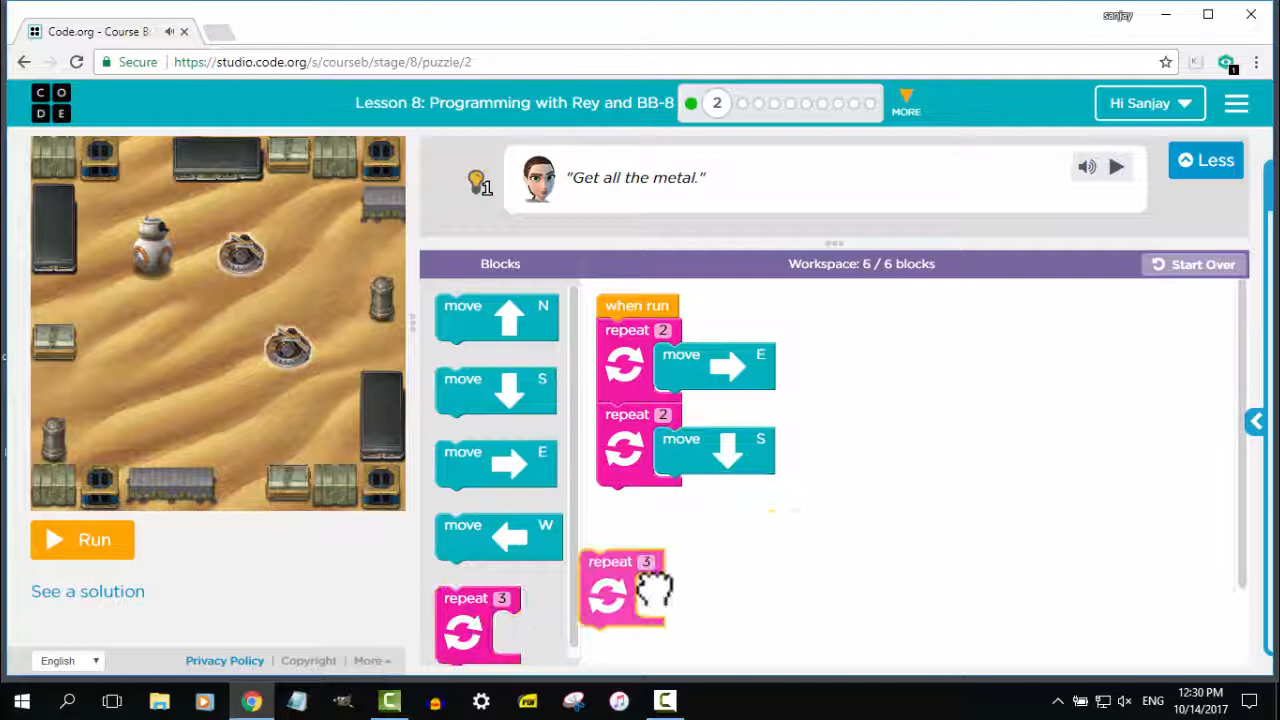 sanjay
Code.org - Course B:
Secure https://studio.code.org/s/courseb/stage/8/puzzle/2
1
C O
D E
Lesson 8: Programming with Rey and BB-8
2
MORE
Hi Sanjay
1
"Get all the metal."
Less
Blocks
Workspace: 5 / 6 blocks
Start Over
move N
move S
move E
move W
repeat 3
when run
repeat 2
move E
repeat 2
move S
repeat 3
Run
See a solution
English
Privacy Policy | Copyright | More
ENG
12:30 PM
10/14/2017